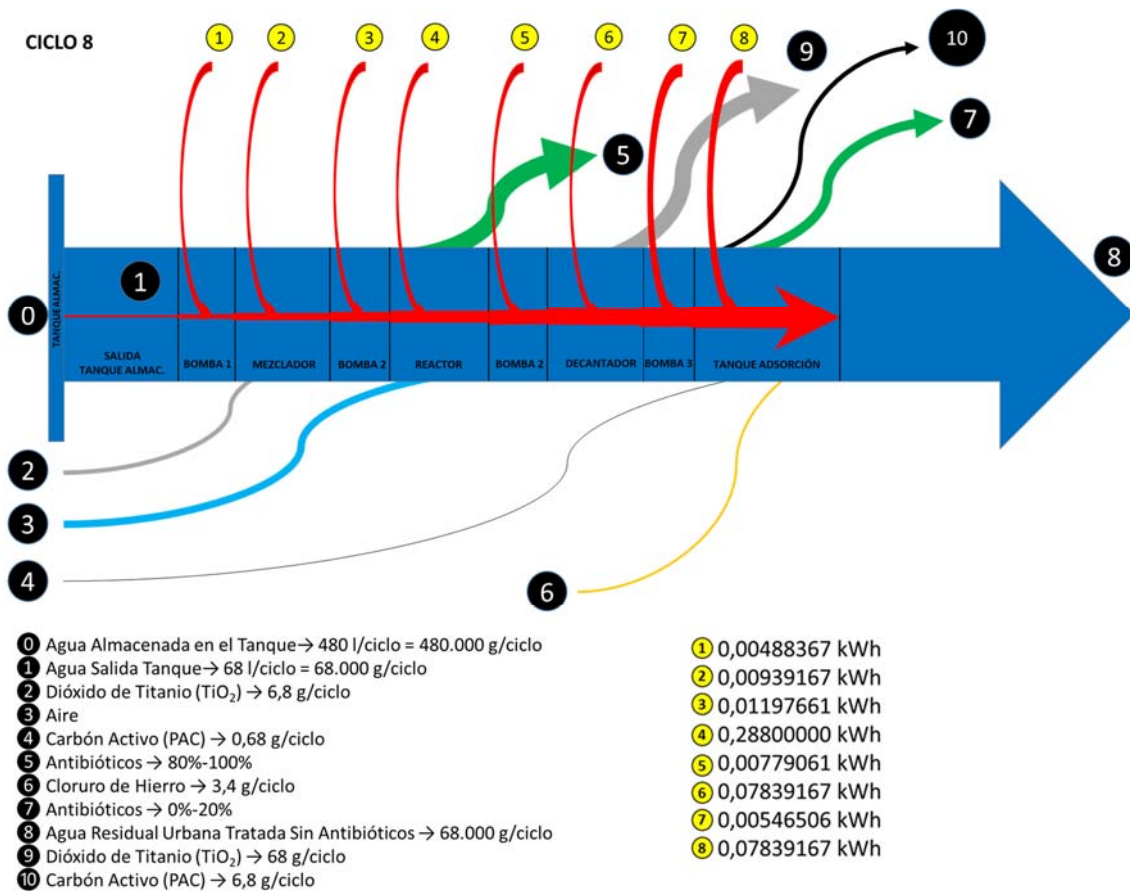 CICLO 8
1 2 3 4 5 6 7 8
9
10
5
7
1
8
0
TANQUE ALMAC.
SALIDA
TANQUE ALMAC.
BOMBA 1
MEZCLADOR
BOMBA 2
REACTOR
BOMBA 2
DECANTADOR
BOMBA 3
TANQUE ADSORCIÓN
2
3
4
6
0 Agua Almacenada en el Tanque→ 480 l/ciclo = 480.000 g/ciclo
1 Agua Salida Tanque→ 68 l/ciclo = 68.000 g/ciclo
2 Dióxido de Titanio (TiO₂) → 6,8 g/ciclo
3 Aire
4 Carbón Activo (PAC) → 0,68 g/ciclo
5 Antibióticos → 80%-100%
6 Cloruro de Hierro → 3,4 g/ciclo
7 Antibióticos → 0%-20%
8 Agua Residual Urbana Tratada Sin Antibióticos → 68.000 g/ciclo
9 Dióxido de Titanio (TiO₂) → 68 g/ciclo
10 Carbón Activo (PAC) → 6,8 g/ciclo
1 0,00488367 kWh
2 0,00939167 kWh
3 0,01197661 kWh
4 0,28800000 kWh
5 0,00779061 kWh
6 0,07839167 kWh
7 0,00546506 kWh
8 0,07839167 kWh